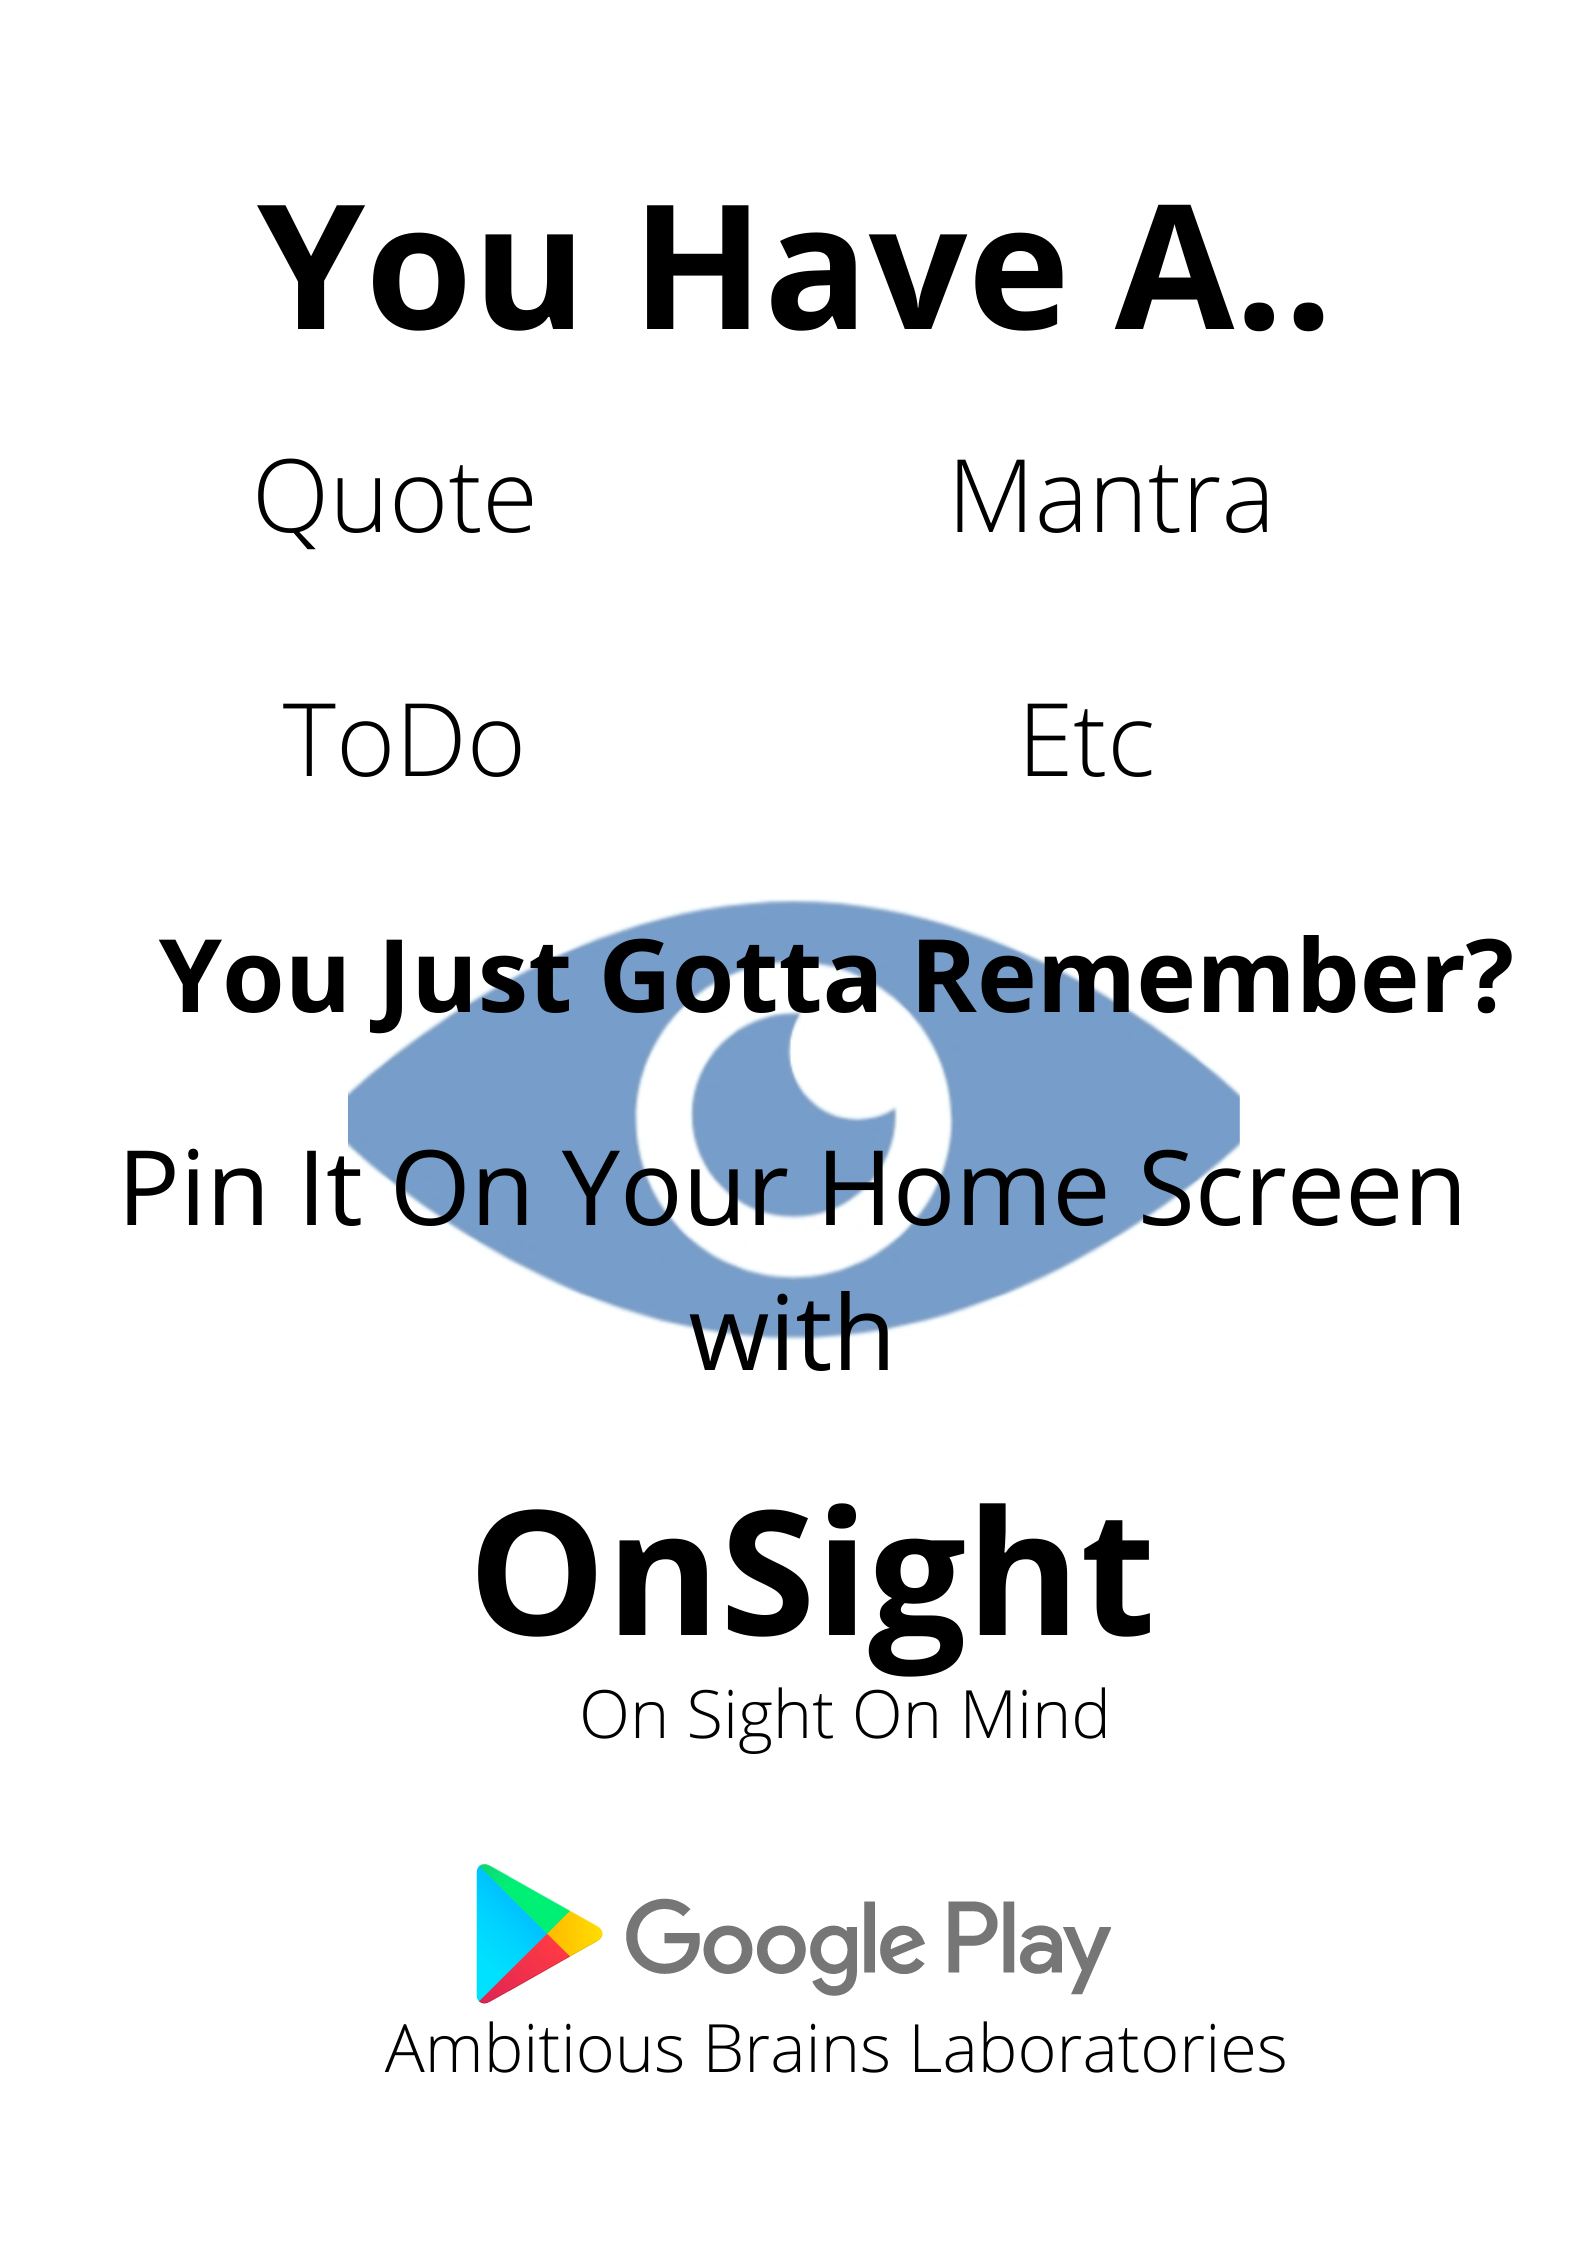 You Have A..
Quote Mantra
ToDo Etc
You Just Gotta Remember?
Pin It On Your Home Screen
with
OnSight
On Sight On Mind
Google Play
Ambitious Brains Laboratories